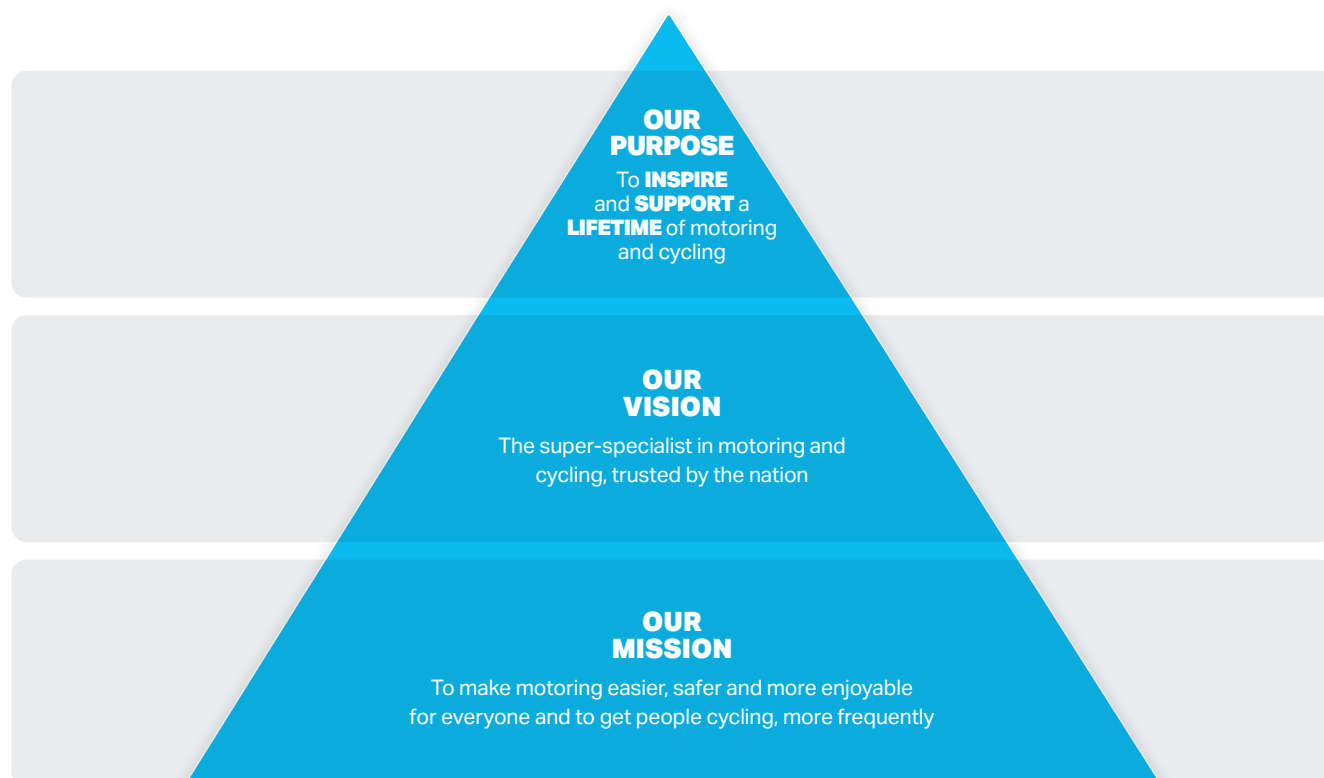 OUR
PURPOSE
To INSPIRE
and SUPPORT a
LIFETIME of motoring
and cycling
OUR
VISION
The super-specialist in motoring and
cycling, trusted by the nation
OUR
MISSION
To make motoring easier, safer and more enjoyable
for everyone and to get people cycling, more frequently